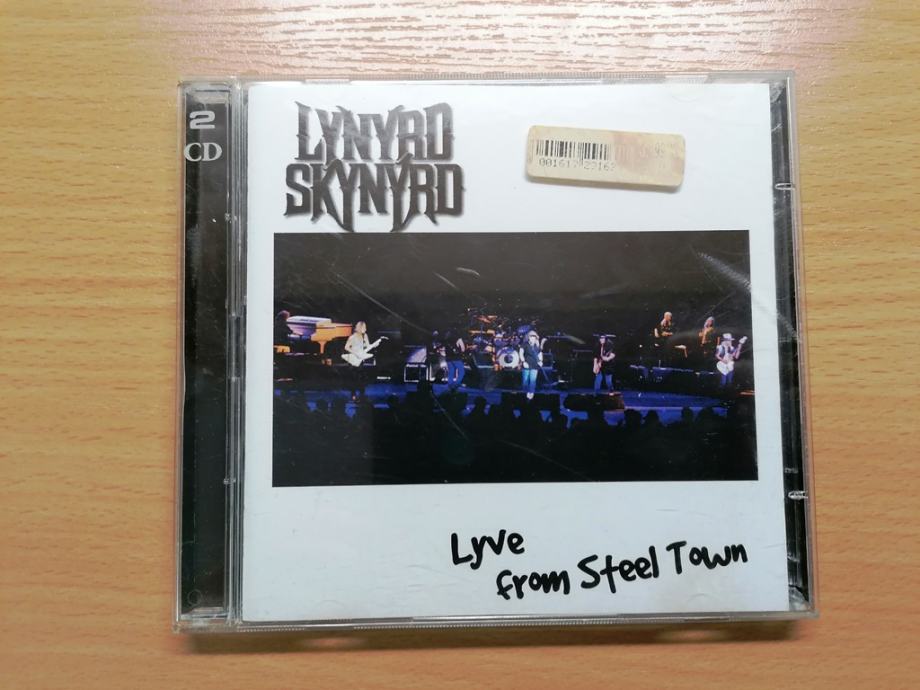 2
CD
LYNYRD
SKYNYRD
Lyve
from Steel Town